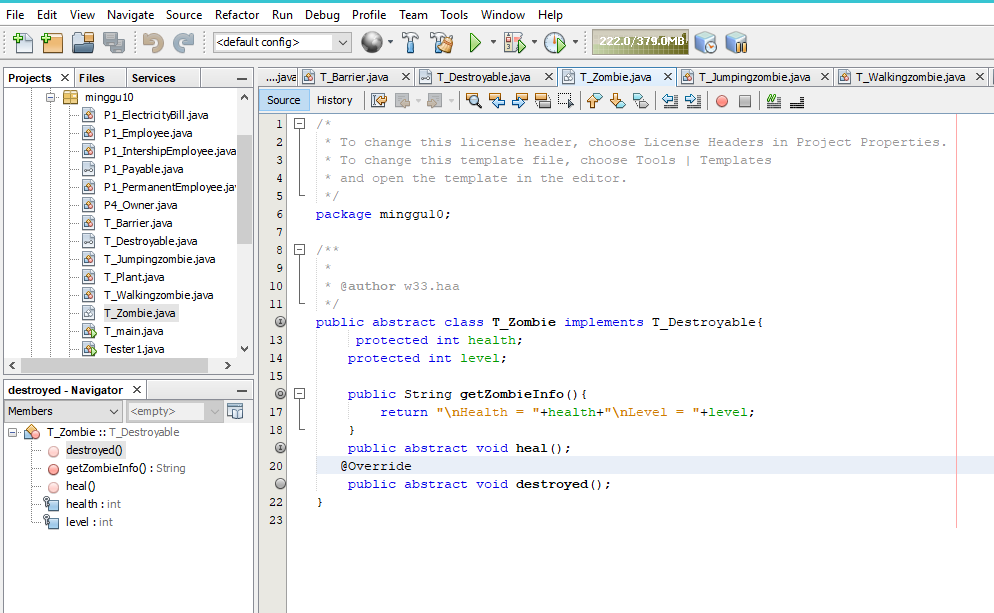 File Edit View Navigate Source Refactor Run Debug Profile Team Tools Window Help
<default config> 222.0/379.0MB
Projects Files Services
....java T_Barrier.java T_Destroyable.java T_Zombie.java T_Jumpingzombie.java T_Walkingzombie.java
Source History
minggu10
P1_ElectricityBill.java
P1_Employee.java
P1_IntershipEmployee.java
P1_Payable.java
P1_PermanentEmployee.jav
P4_Owner.java
T_Barrier.java
T_Destroyable.java
T_Jumpingzombie.java
T_Plant.java
T_Walkingzombie.java
T_Zombie.java
T_main.java
Tester1.java
destroyed - Navigator
Members <empty>
T_Zombie :: T_Destroyable
destroyed()
getZombieInfo() : String
heal()
health : int
level : int
1 /*
2 * To change this license header, choose License Headers in Project Properties.
3 * To change this template file, choose Tools | Templates
4 * and open the template in the editor.
5 */
6 package minggu10;
7
8 /**
9 *
10 * @author w33.haa
11 */
public abstract class T_Zombie implements T_Destroyable{
13 protected int health;
14 protected int level;
15
public String getZombieInfo(){
17 return "\nHealth = "+health+"\nLevel = "+level;
18 }
public abstract void heal();
20 @Override
public abstract void destroyed();
22 }
23